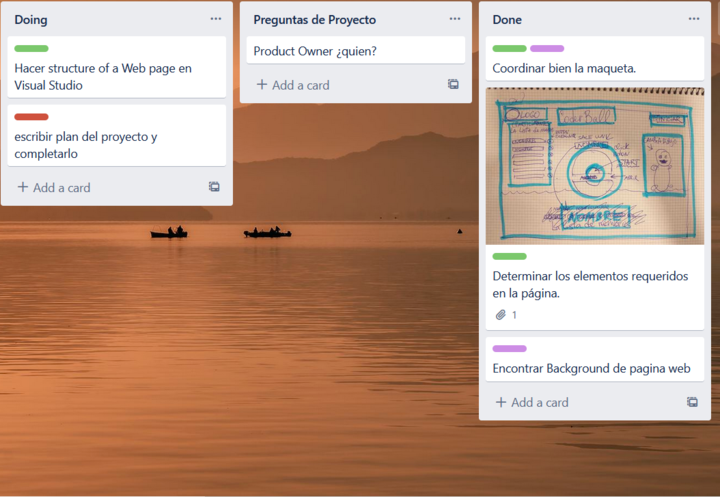 Doing
Hacer structure of a Web page en
Visual Studio
escribir plan del proyecto y
completarlo
+ Add a card
Preguntas de Proyecto
Product Owner ¿quien?
+ Add a card
Done
Coordinar bien la maqueta.
LOGO
CoderBall
START
NOMBRE
Determinar los elementos requeridos
en la página.
1
Encontrar Background de pagina web
+ Add a card